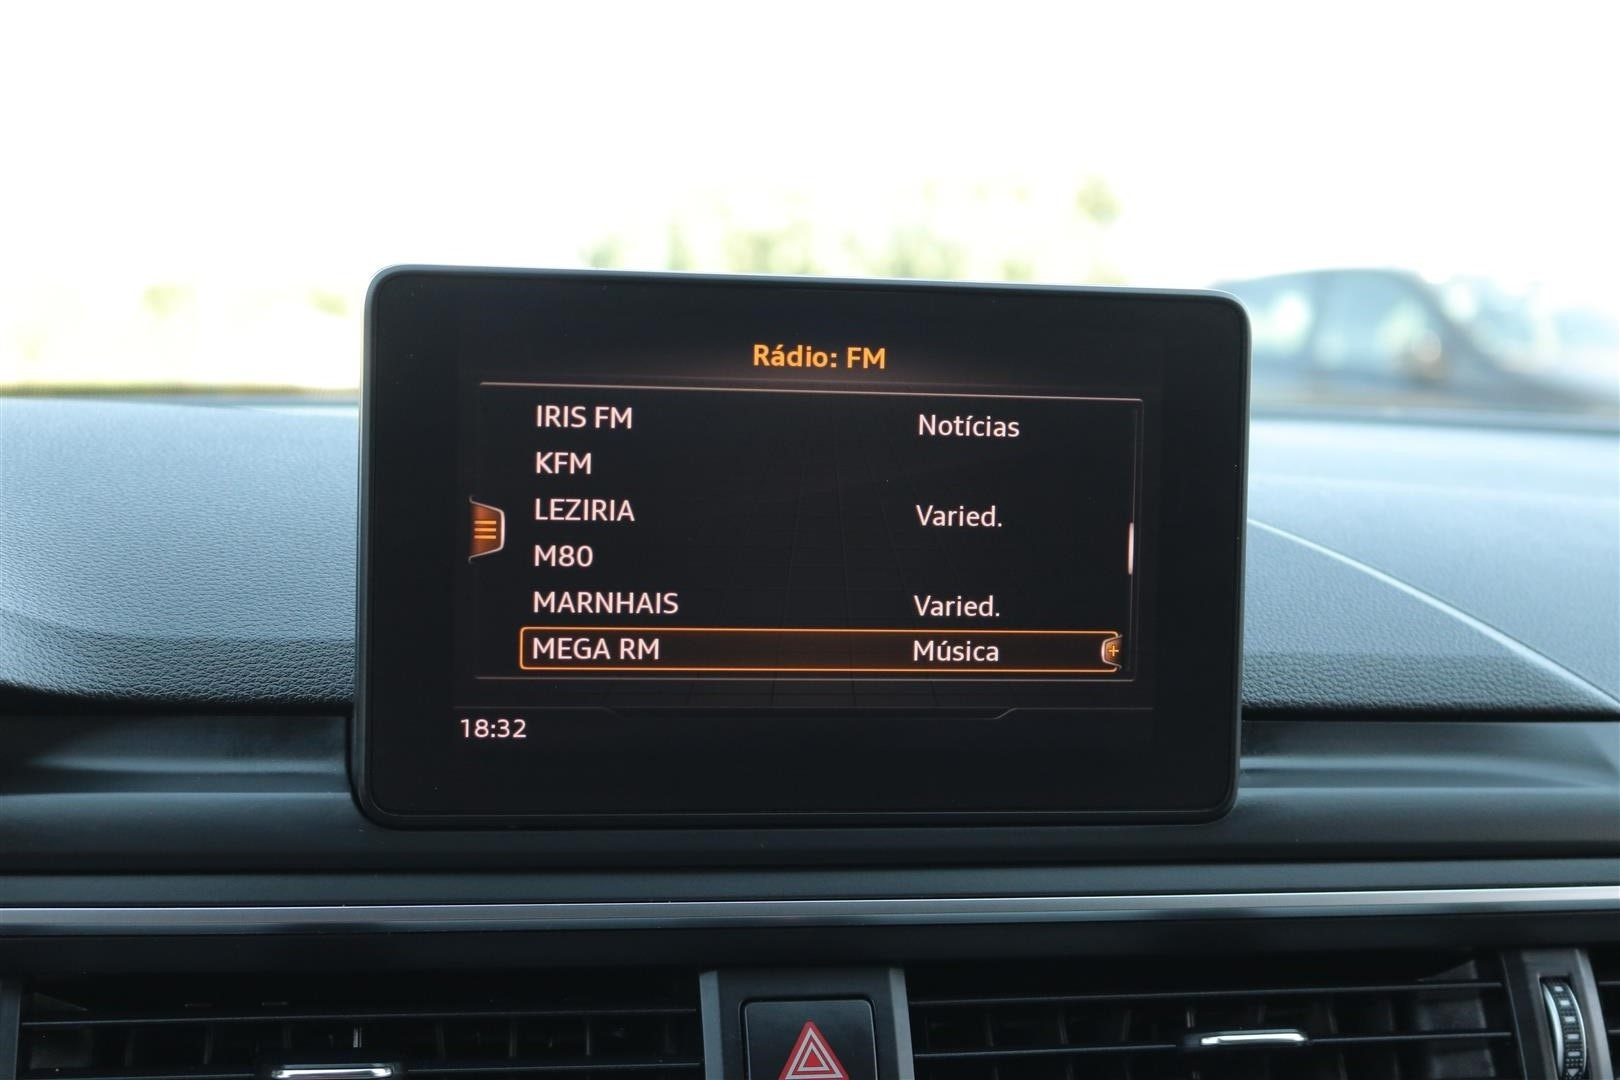 Rádio: FM
IRIS FM Notícias
KFM
LEZIRIA Varied.
M80
MARNHAIS Varied.
MEGA RM Música
18:32